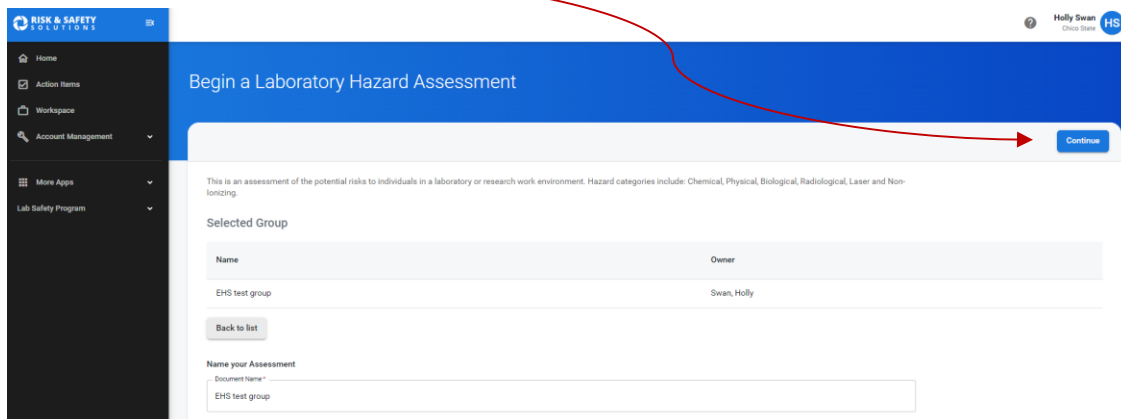 RISK & SAFETY
SOLUTIONS
Holly Swan
Chico State
HS
Home
Action Items
Workspace
Account Management
More Apps
Lab Safety Program
Begin a Laboratory Hazard Assessment
Continue
This is an assessment of the potential risks to individuals in a laboratory or research work environment. Hazard categories include: Chemical, Physical, Biological, Radiological, Laser and Non-
Ionizing.
Selected Group
Name Owner
EHS test group Swan, Holly
Back to list
Name your Assessment
Document Name *
EHS test group